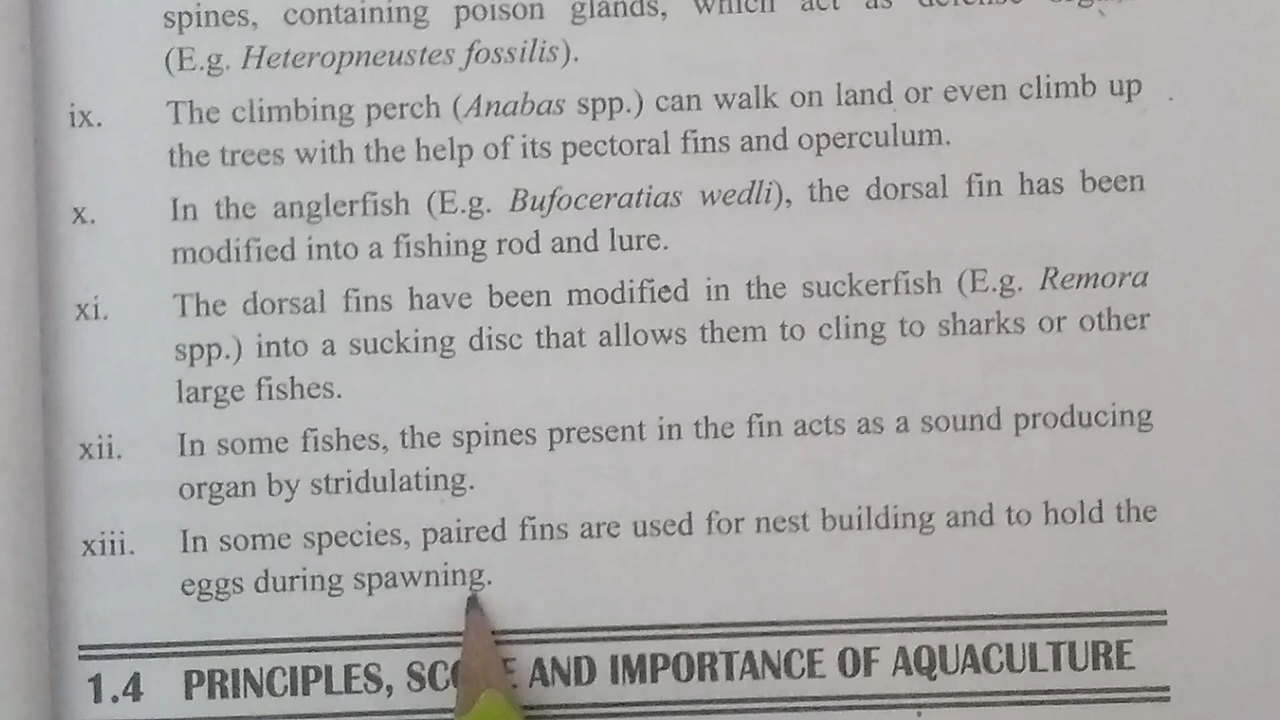 spines, containing poison glands, which act as defense
(E.g. Heteropneustes fossilis).
ix. The climbing perch (Anabas spp.) can walk on land or even climb up
the trees with the help of its pectoral fins and operculum.
x. In the anglerfish (E.g. Bufoceratias wedli), the dorsal fin has been
modified into a fishing rod and lure.
xi. The dorsal fins have been modified in the suckerfish (E.g. Remora
spp.) into a sucking disc that allows them to cling to sharks or other
large fishes.
xii. In some fishes, the spines present in the fin acts as a sound producing
organ by stridulating.
xiii. In some species, paired fins are used for nest building and to hold the
eggs during spawning.
1.4 PRINCIPLES, AND IMPORTANCE OF AQUACULTURE